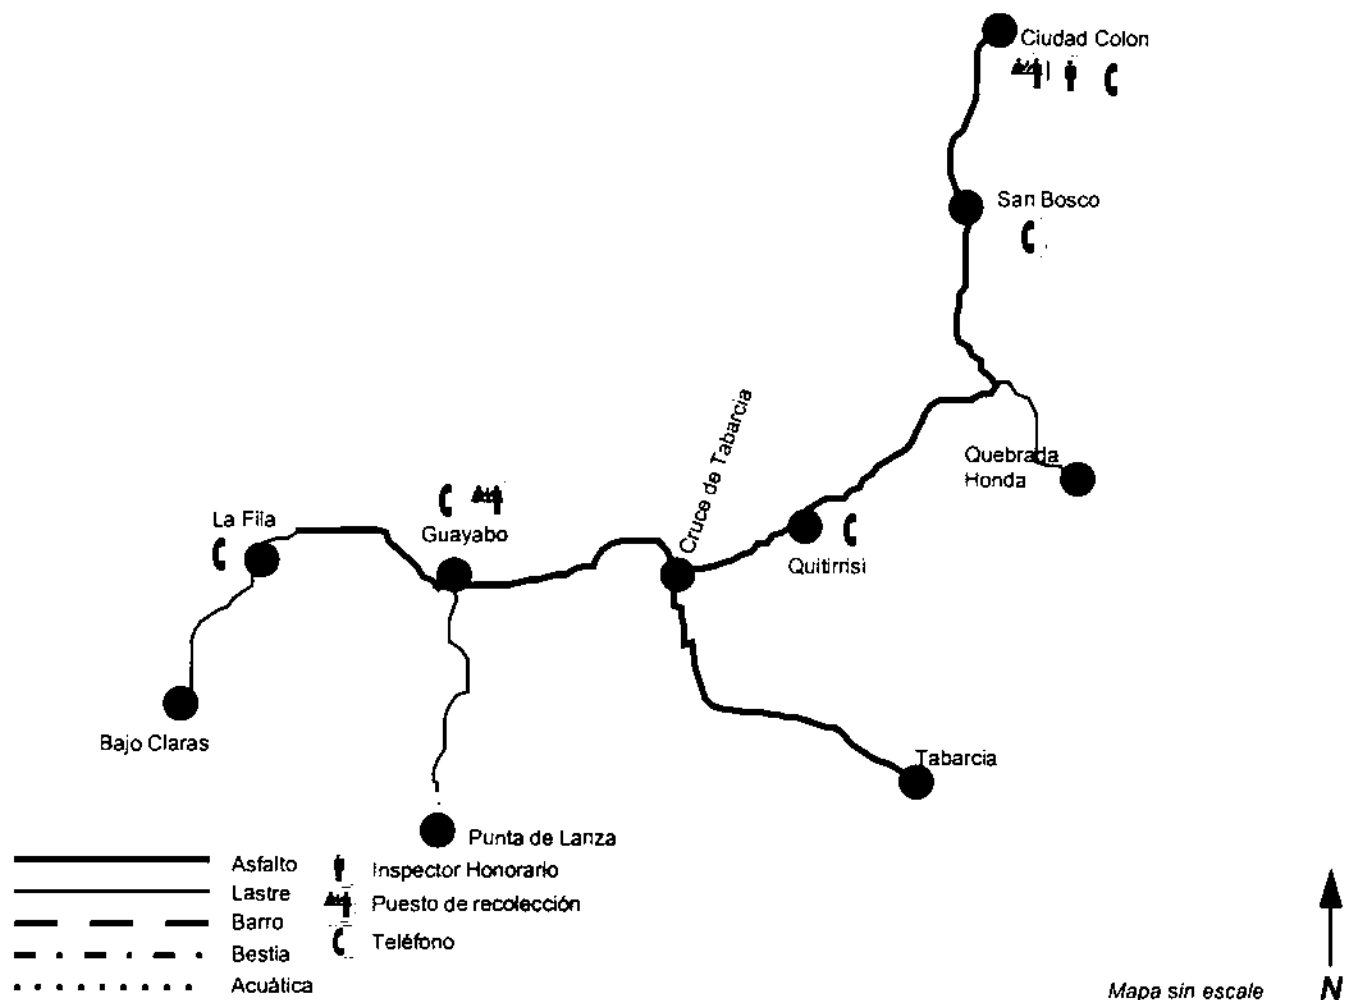 Ciudad Colon
San Bosco
Cruce de Tabarcia
Quebrada
Honda
La Fila
Guayabo
Quitirrisi
Bajo Claras
Tabarcia
Punta de Lanza
Asfalto
Inspector Honorario
Lastre
Puesto de recolección
Barro
Teléfono
Bestia
Acuática
Mapa sin escale
N